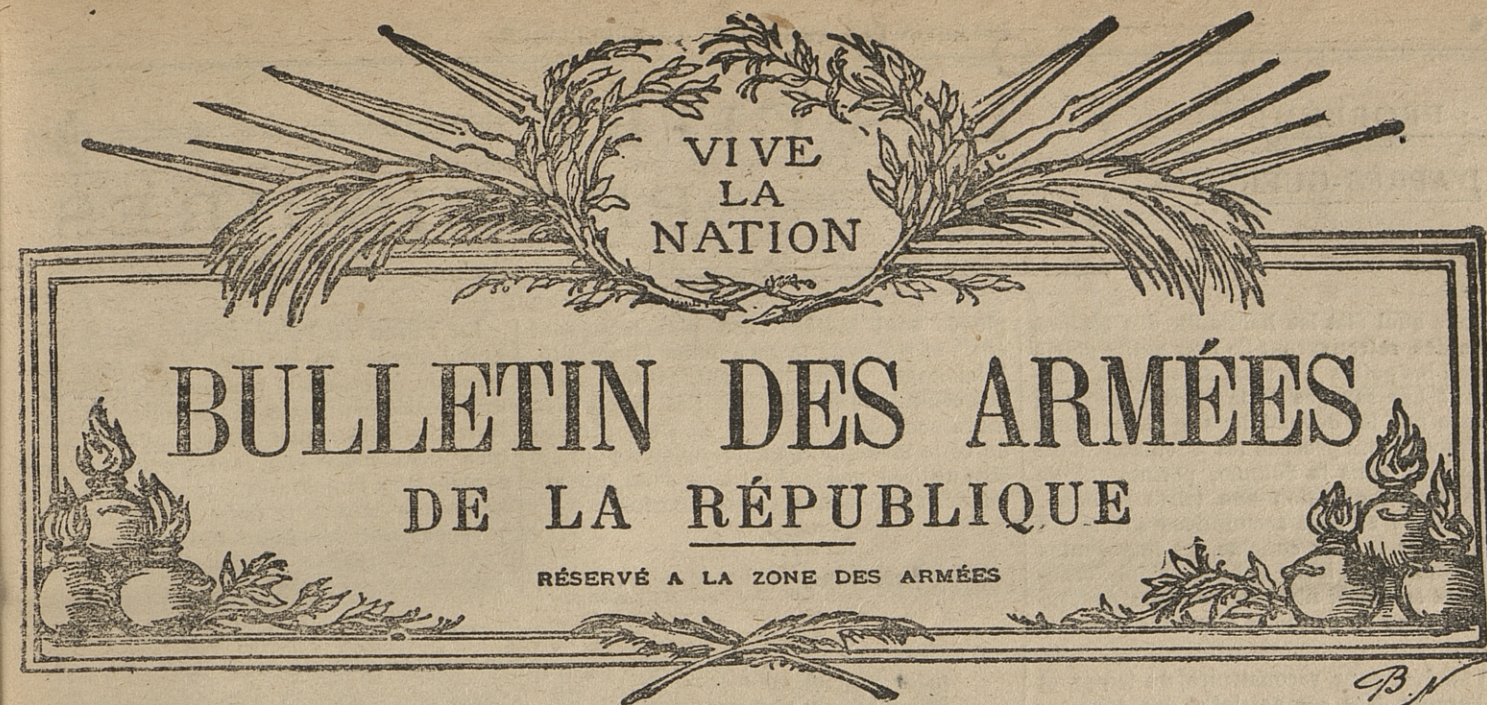 VIVE
LA
NATION
BULLETIN DES ARMÉES
DE LA RÉPUBLIQUE
RÉSERVÉ A LA ZONE DES ARMÉES
B.N